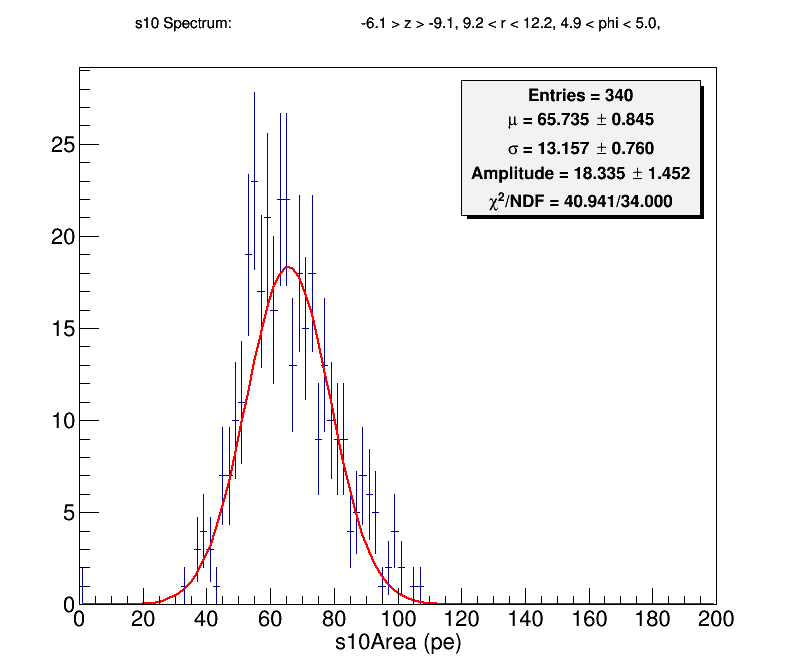 s10 Spectrum: -6.1 > z > -9.1, 9.2 < r < 12.2, 4.9 < phi < 5.0,
Entries = 340
μ = 65.735 ± 0.845
σ = 13.157 ± 0.760
Amplitude = 18.335 ± 1.452
χ²/NDF = 40.941/34.000
25
20
15
10
5
0
0 20 40 60 80 100 120 140 160 180 200
s10Area (pe)